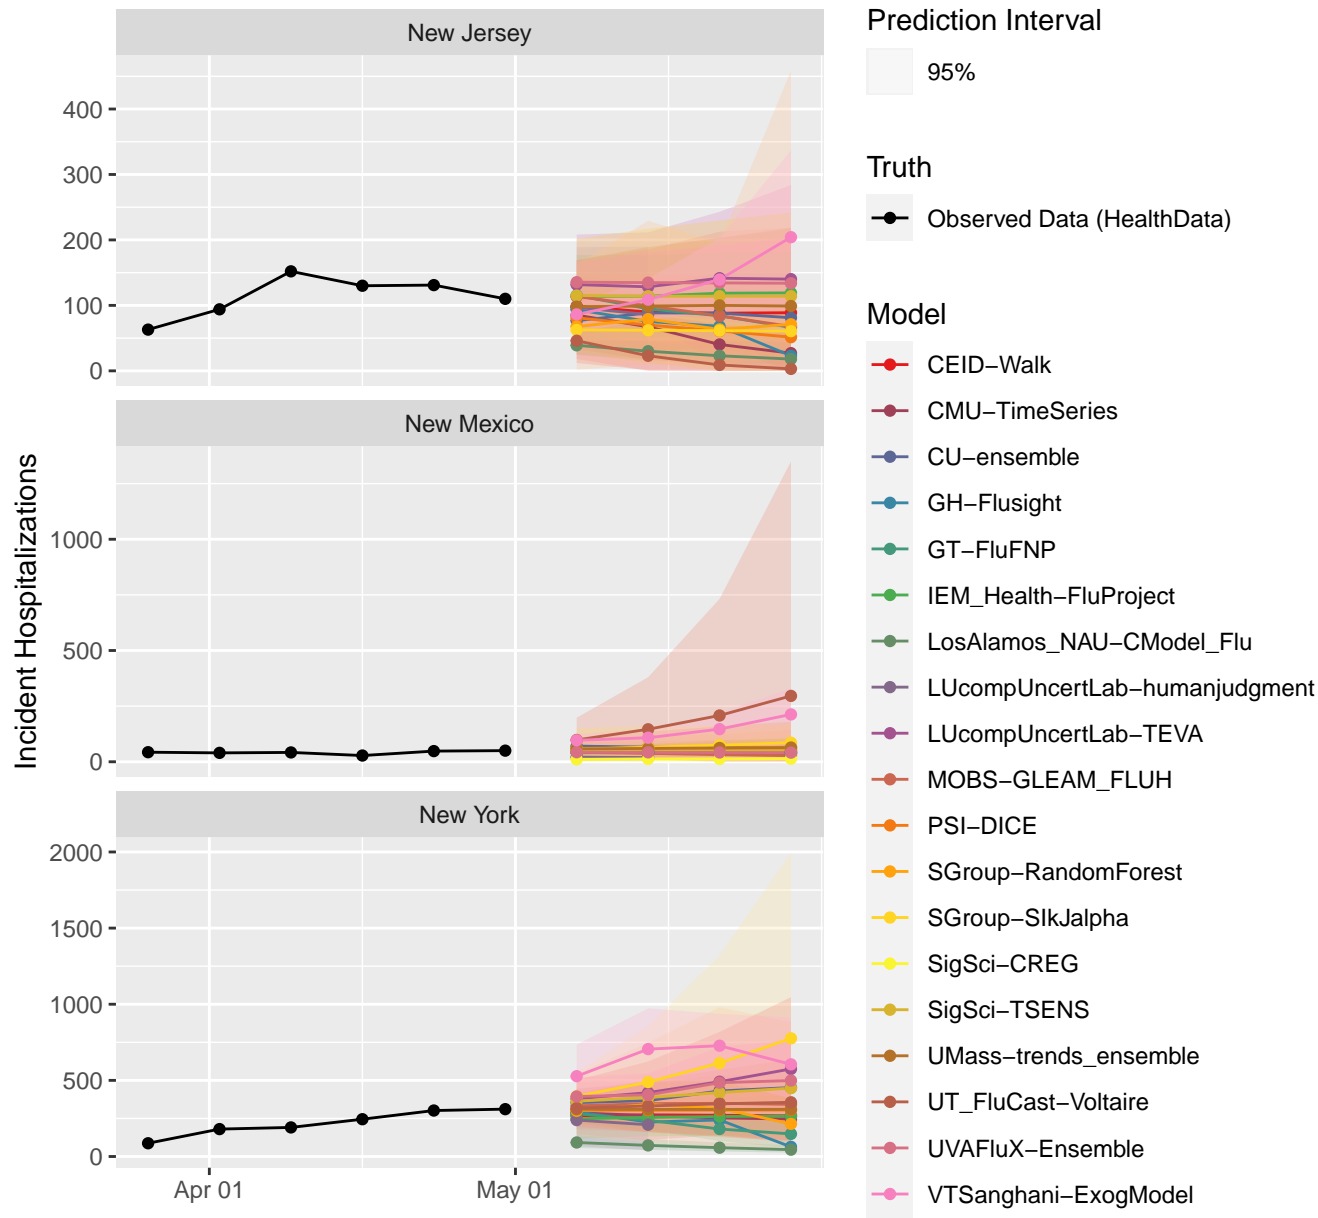 New Jersey
400
300
200
100
0
New Mexico
1000
500
0
New York
2000
1500
1000
500
0
Apr 01
May 01
Incident Hospitalizations
Prediction Interval
95%
Truth
Observed Data (HealthData)
Model
CEID−Walk
CMU−TimeSeries
CU−ensemble
GH−Flusight
GT−FluFNP
IEM_Health−FluProject
LosAlamos_NAU−CModel_Flu
LUcompUncertLab−humanjudgment
LUcompUncertLab−TEVA
MOBS−GLEAM_FLUH
PSI−DICE
SGroup−RandomForest
SGroup−SIkJalpha
SigSci−CREG
SigSci−TSENS
UMass−trends_ensemble
UT_FluCast−Voltaire
UVAFluX−Ensemble
VTSanghani−ExogModel